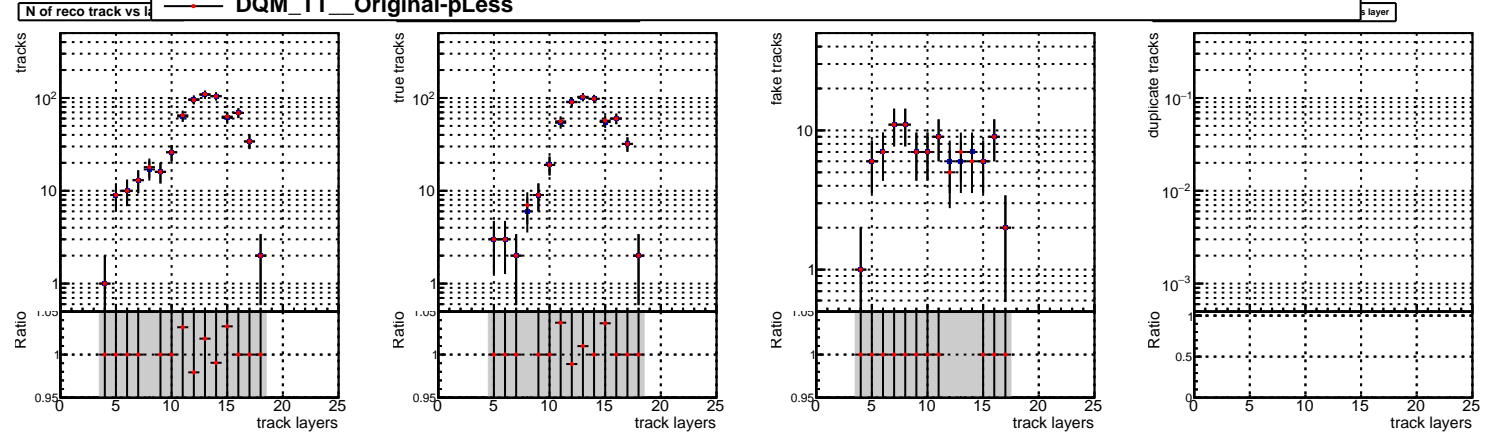 DQM_11__Original-pLess
N of reco track vs la
s layer
tracks
10²
10
1
Ratio
1.05
1
0.95
0 5 10 15 20 25
track layers
true tracks
10²
10
1
Ratio
1.05
1
0.95
0 5 10 15 20 25
track layers
fake tracks
10
1
Ratio
1.05
1
0.95
0 5 10 15 20 25
track layers
duplicate tracks
10⁻¹
10⁻²
10⁻³
Ratio
1
0.5
0
0 5 10 15 20 25
track layers